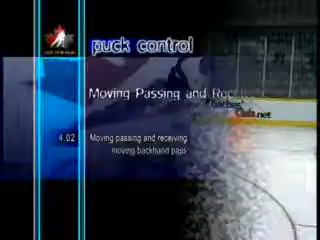 puck control
Moving Passing and Rec
4.02
Moving passing and receiving
moving backhand pass